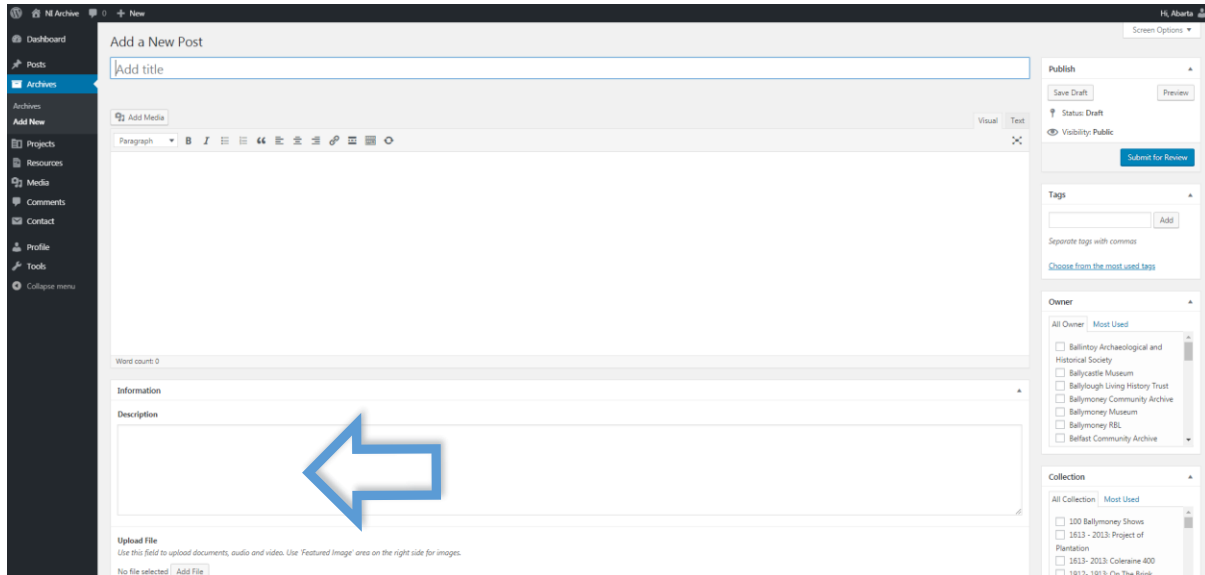 NI Archive 0 + New
Hi, Abarta
Screen Options ▼
Dashboard
Posts
Archives
Archives
Add New
Projects
Resources
Media
Comments
Contact
Profile
Tools
Collapse menu
Add a New Post
Add title
Add Media
Visual Text
Paragraph B I
Word count: 0
Information
Description
Upload File
Use this field to upload documents, audio and video. Use 'Featured Image' area on the right side for images.
No file selected Add File
Publish
Save Draft Preview
Status: Draft
Visibility: Public
Submit for Review
Tags
Add
Separate tags with commas
Choose from the most used tags
Owner
All Owner Most Used
Ballintoy Archaeological and
Historical Society
Ballycastle Museum
Ballylough Living History Trust
Ballymoney Community Archive
Ballymoney Museum
Ballymoney RBL
Belfast Community Archive
Collection
All Collection Most Used
100 Ballymoney Shows
1613 - 2013: Project of
Plantation
1613- 2013: Coleraine 400
1912- 1913: On The Brink